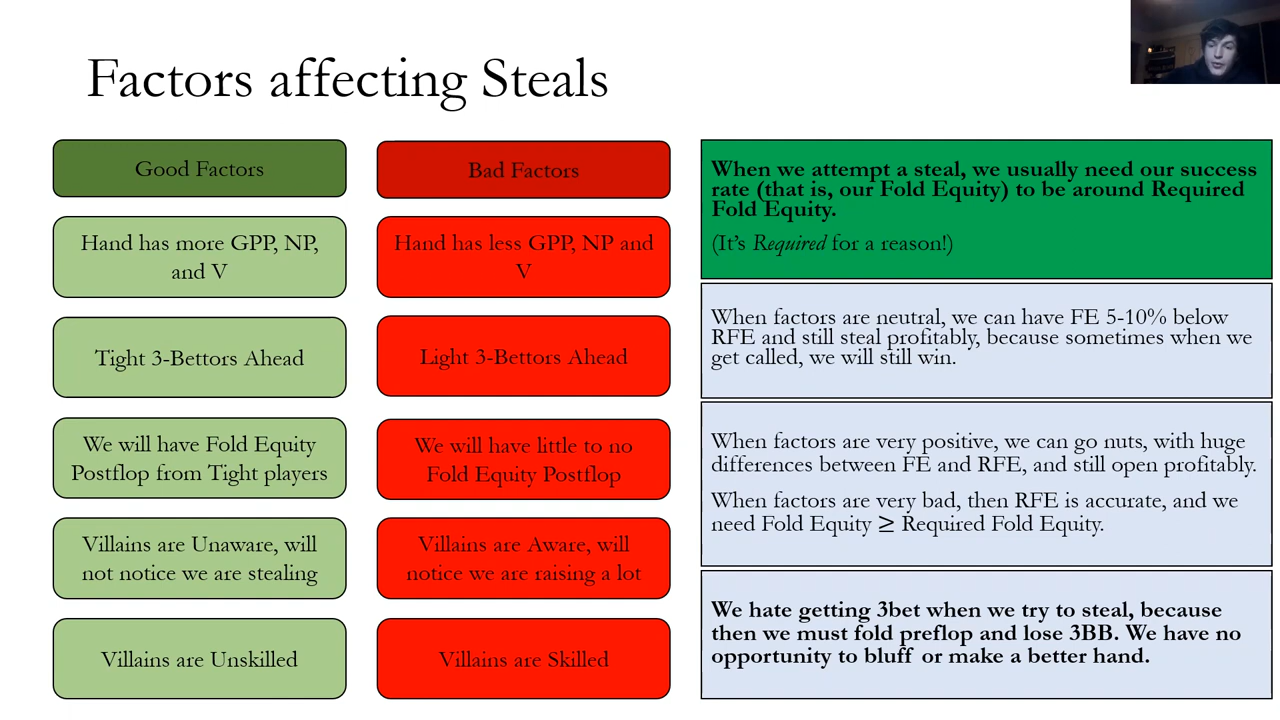 Factors affecting Steals
Good Factors
Hand has more GPP, NP,
and V
Tight 3-Bettors Ahead
We will have Fold Equity
Postflop from Tight players
Villains are Unaware, will
not notice we are stealing
Villains are Unskilled
Bad Factors
Hand has less GPP, NP and
V
Light 3-Bettors Ahead
We will have little to no
Fold Equity Postflop
Villains are Aware, will
notice we are raising a lot
Villains are Skilled
When we attempt a steal, we usually need our success
rate (that is, our Fold Equity) to be around Required
Fold Equity.
(It's Required for a reason!)
When factors are neutral, we can have FE 5-10% below
RFE and still steal profitably, because sometimes when we
get called, we will still win.
When factors are very positive, we can go nuts, with huge
differences between FE and RFE, and still open profitably.
When factors are very bad, then RFE is accurate, and we
need Fold Equity ≥ Required Fold Equity.
We hate getting 3bet when we try to steal, because
then we must fold preflop and lose 3BB. We have no
opportunity to bluff or make a better hand.